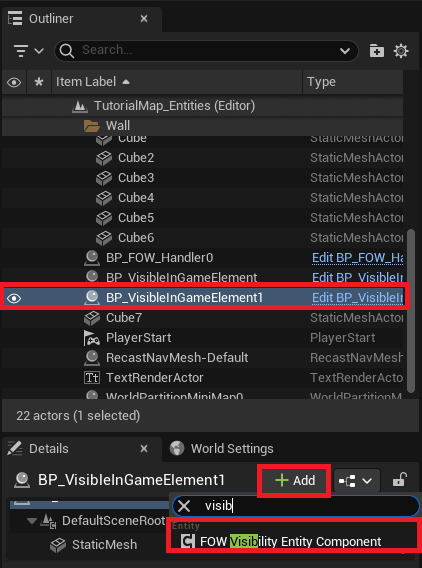 Outliner
Search...
Item Label Type
TutorialMap_Entities (Editor)
Wall
Cube StaticMeshActor
Cube2 StaticMeshActor
Cube3 StaticMeshActor
Cube4 StaticMeshActor
Cube5 StaticMeshActor
Cube6 StaticMeshActor
BP_FOW_Handler0 Edit BP_FOW_Ha
BP_VisibleInGameElement Edit BP_VisibleIn
BP_VisibleInGameElement1 Edit BP_VisibleIn
Cube7 StaticMeshActor
PlayerStart PlayerStart
RecastNavMesh-Default RecastNavMesh
TextRenderActor TextRenderActor
WorldPartitionMiniMap0 WorldPartitionM
22 actors (1 selected)
Details World Settings
BP_VisibleInGameElement1 + Add
visib
DefaultSceneRoot Entity
FOW Visibility Entity Component
StaticMesh